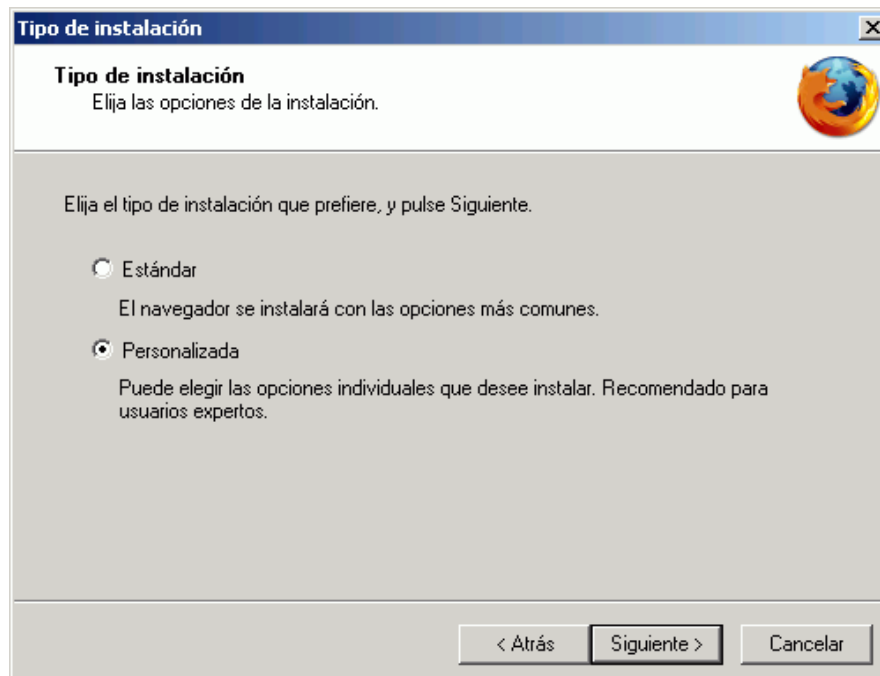 Tipo de instalación
Tipo de instalación
Elija las opciones de la instalación.
Elija el tipo de instalación que prefiere, y pulse Siguiente.
Estándar
El navegador se instalará con las opciones más comunes.
Personalizada
Puede elegir las opciones individuales que desee instalar. Recomendado para
usuarios expertos.
< Atrás Siguiente > Cancelar